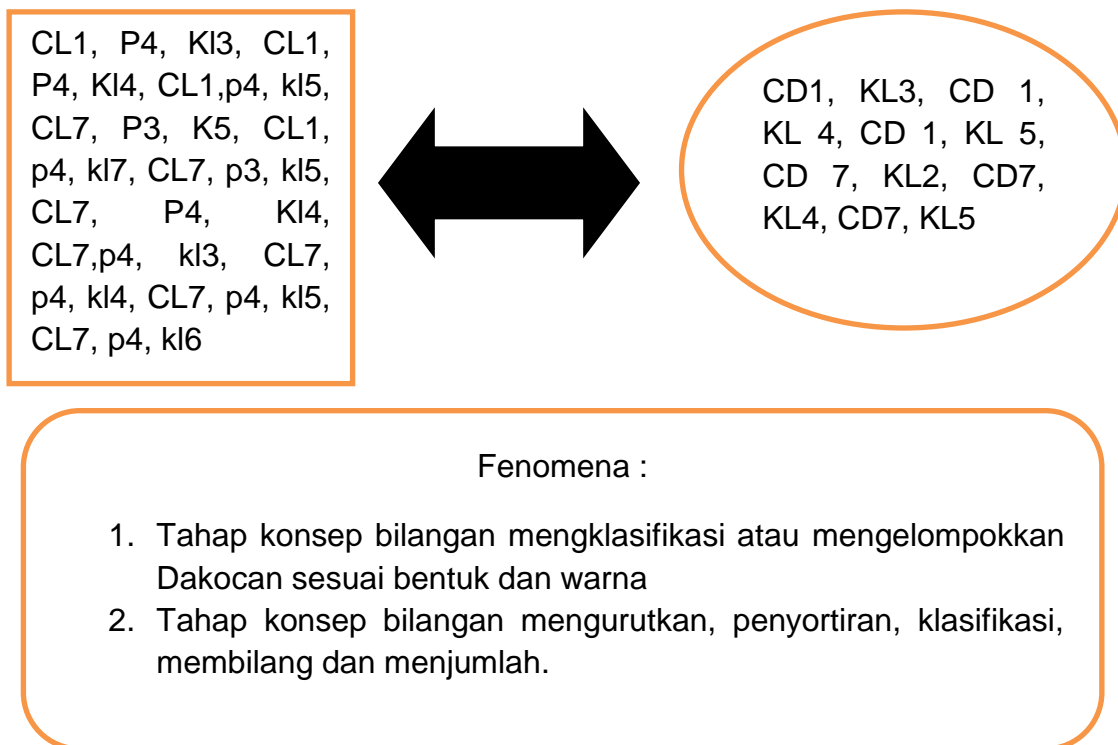 CL1, P4, Kl3, CL1,
P4, Kl4, CL1,p4, kl5,
CL7, P3, K5, CL1,
p4, kl7, CL7, p3, kl5,
CL7, P4, Kl4,
CL7,p4, kl3, CL7,
p4, kl4, CL7, p4, kl5,
CL7, p4, kl6
CD1, KL3, CD 1,
KL 4, CD 1, KL 5,
CD 7, KL2, CD7,
KL4, CD7, KL5
Fenomena :
1. Tahap konsep bilangan mengklasifikasi atau mengelompokkan
Dakocan sesuai bentuk dan warna
2. Tahap konsep bilangan mengurutkan, penyortiran, klasifikasi,
membilang dan menjumlah.